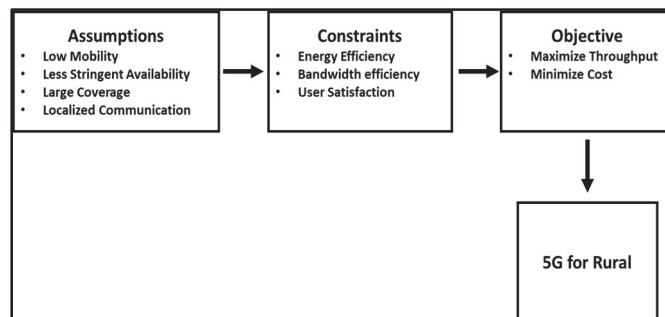 Assumptions
• Low Mobility
• Less Stringent Availability
• Large Coverage
• Localized Communication
Constraints
• Energy Efficiency
• Bandwidth efficiency
• User Satisfaction
Objective
• Maximize Throughput
• Minimize Cost
5G for Rural